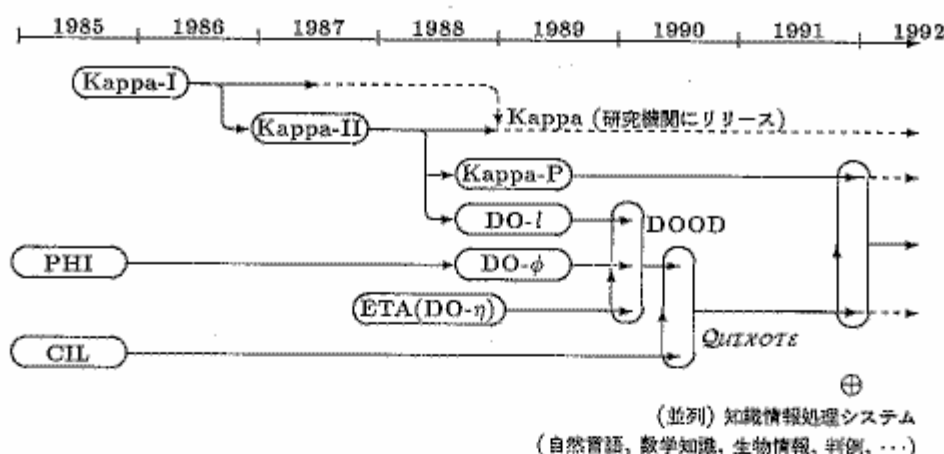 1985 1986 1987 1988 1989 1990 1991 1992
Kappa-I
Kappa (研究機関にリリース)
Kappa-II
Kappa-P
DO-l
DOOD
PHI
DO-φ
ETA(DO-η)
QUIXOTE
CIL
⊕
(並列) 知識情報処理システム
(自然言語, 数学知識, 生物情報, 判例, ···)